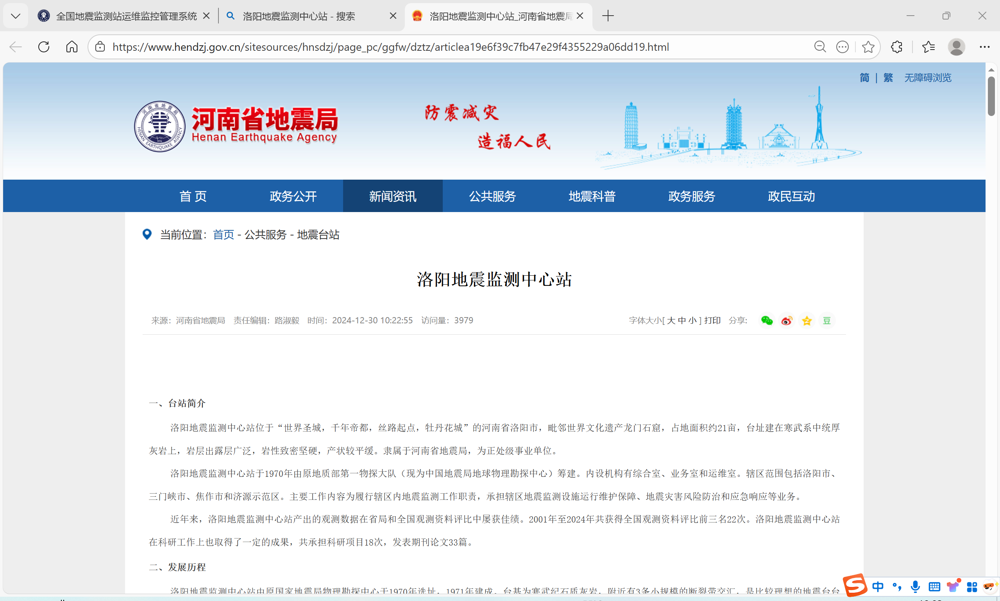 全国地震监测站运维监控管理系统
洛阳地震监测中心站 - 搜索
洛阳地震监测中心站_河南省地震局
https://www.hendzj.gov.cn/sitesources/hnsdzj/page_pc/ggfw/dztz/articlea19e6f39c7fb47e29f4355229a06dd19.html
简 | 繁 无障碍浏览
河南省地震局
HENAN EARTHQUAKE AGENCY
1976
河南省地震局
Henan Earthquake Agency
防震减灾
造福人民
首 页 政务公开 新闻资讯 公共服务 地震科普 政务服务 政民互动
当前位置：首页 - 公共服务 - 地震台站
洛阳地震监测中心站
来源：河南省地震局 责任编辑：路淑毅 时间：2024-12-30 10:22:55 访问量：3979 字体大小[ 大 中 小 ] 打印 分享:
豆
一、台站简介
洛阳地震监测中心站位于“世界圣城，千年帝都，丝路起点，牡丹花城”的河南省洛阳市，毗邻世界文化遗产龙门石窟，占地面积约21亩，台址建在寒武系中统厚
灰岩上，岩层出露层广泛，岩性致密坚硬，产状较平缓。隶属于河南省地震局，为正处级事业单位。
洛阳地震监测中心站于1970年由原地质部第一物探大队（现为中国地震局地球物理勘探中心）筹建。内设机构有综合室、业务室和运维室。辖区范围包括洛阳市、
三门峡市、焦作市和济源示范区。主要工作内容为履行辖区内地震监测工作职责，承担辖区地震监测设施运行维护保障、地震灾害风险防治和应急响应等业务。
近年来，洛阳地震监测中心站产出的观测数据在省局和全国观测资料评比中屡获佳绩。2001年至2024年共获得全国观测资料评比前三名22次。洛阳地震监测中心站
在科研工作上也取得了一定的成果，共承担科研项目18次，发表期刊论文33篇。
二、发展历程
洛阳地震监测中心站由原国家地震局物理勘探中心于1970年选址，1971年建成。台基为寒武纪石质灰岩，附近有3条小规模的断裂带交汇，是比较理想的地震台台
中